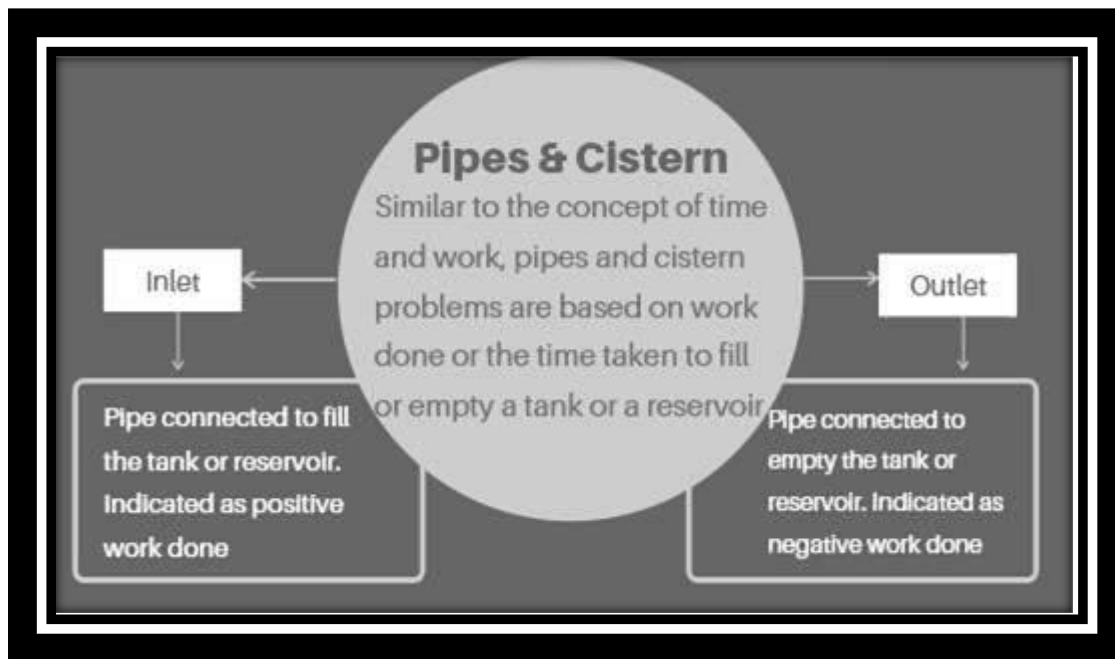 Pipes & Cistern
Similar to the concept of time
and work, pipes and cistern
problems are based on work
done or the time taken to fill
or empty a tank or a reservoir
Inlet
Pipe connected to fill
the tank or reservoir.
Indicated as positive
work done
Outlet
Pipe connected to
empty the tank or
reservoir. Indicated as
negative work done